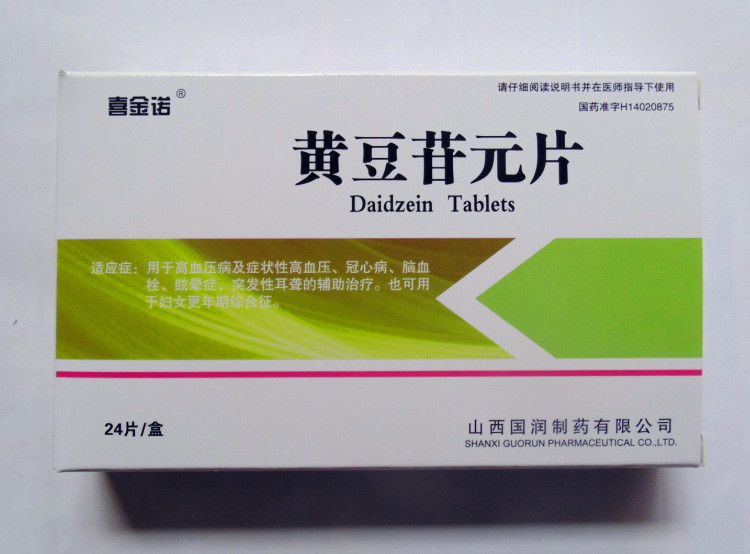 喜金诺®
请仔细阅读说明书并在医师指导下使用
国药准字H14020875
黄豆苷元片
Daidzein Tablets
适应症：用于高血压病及症状性高血压、冠心病、脑血
栓、眩晕症、突发性耳聋的辅助治疗。也可用
于妇女更年期综合征。
24片/盒
山西国润制药有限公司
SHANXI GUORUN PHARMACEUTICAL CO.,LTD.